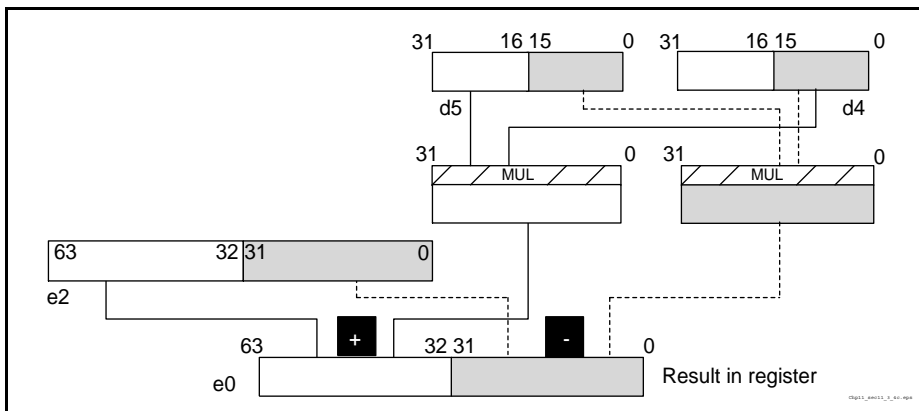 31 16 15 0 31 16 15 0
d5 d4
31 0 31 0
MUL MUL
63 32 31 0
e2
+ -
63 32 31 0
e0 Result in register